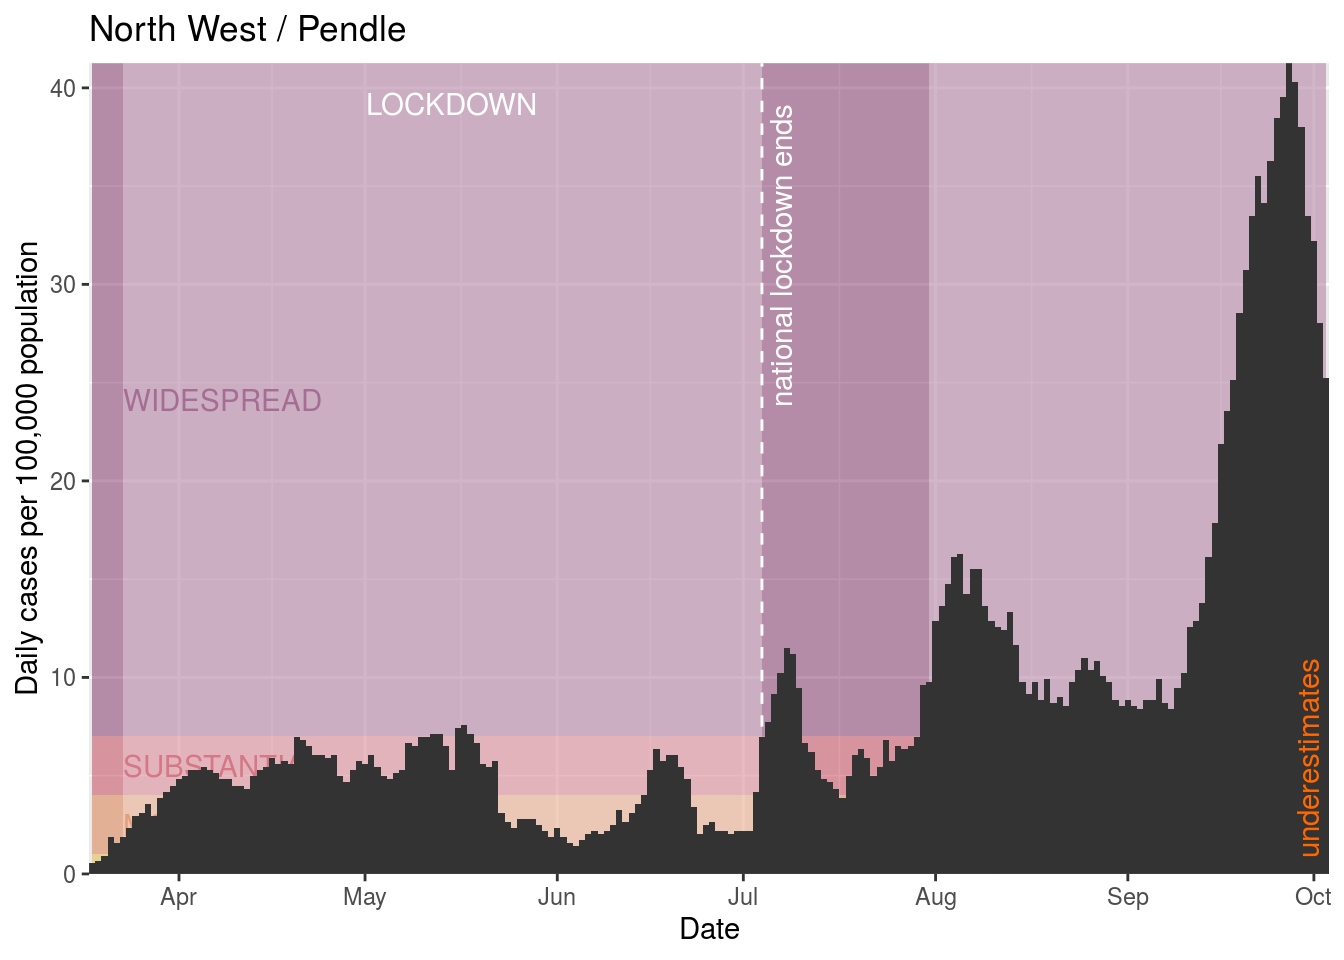 North West / Pendle
40
30
20
10
0
Daily cases per 100,000 population
LOCKDOWN
national lockdown ends
WIDESPREAD
underestimates
Apr
May
Jun
Jul
Aug
Sep
Oct
Date